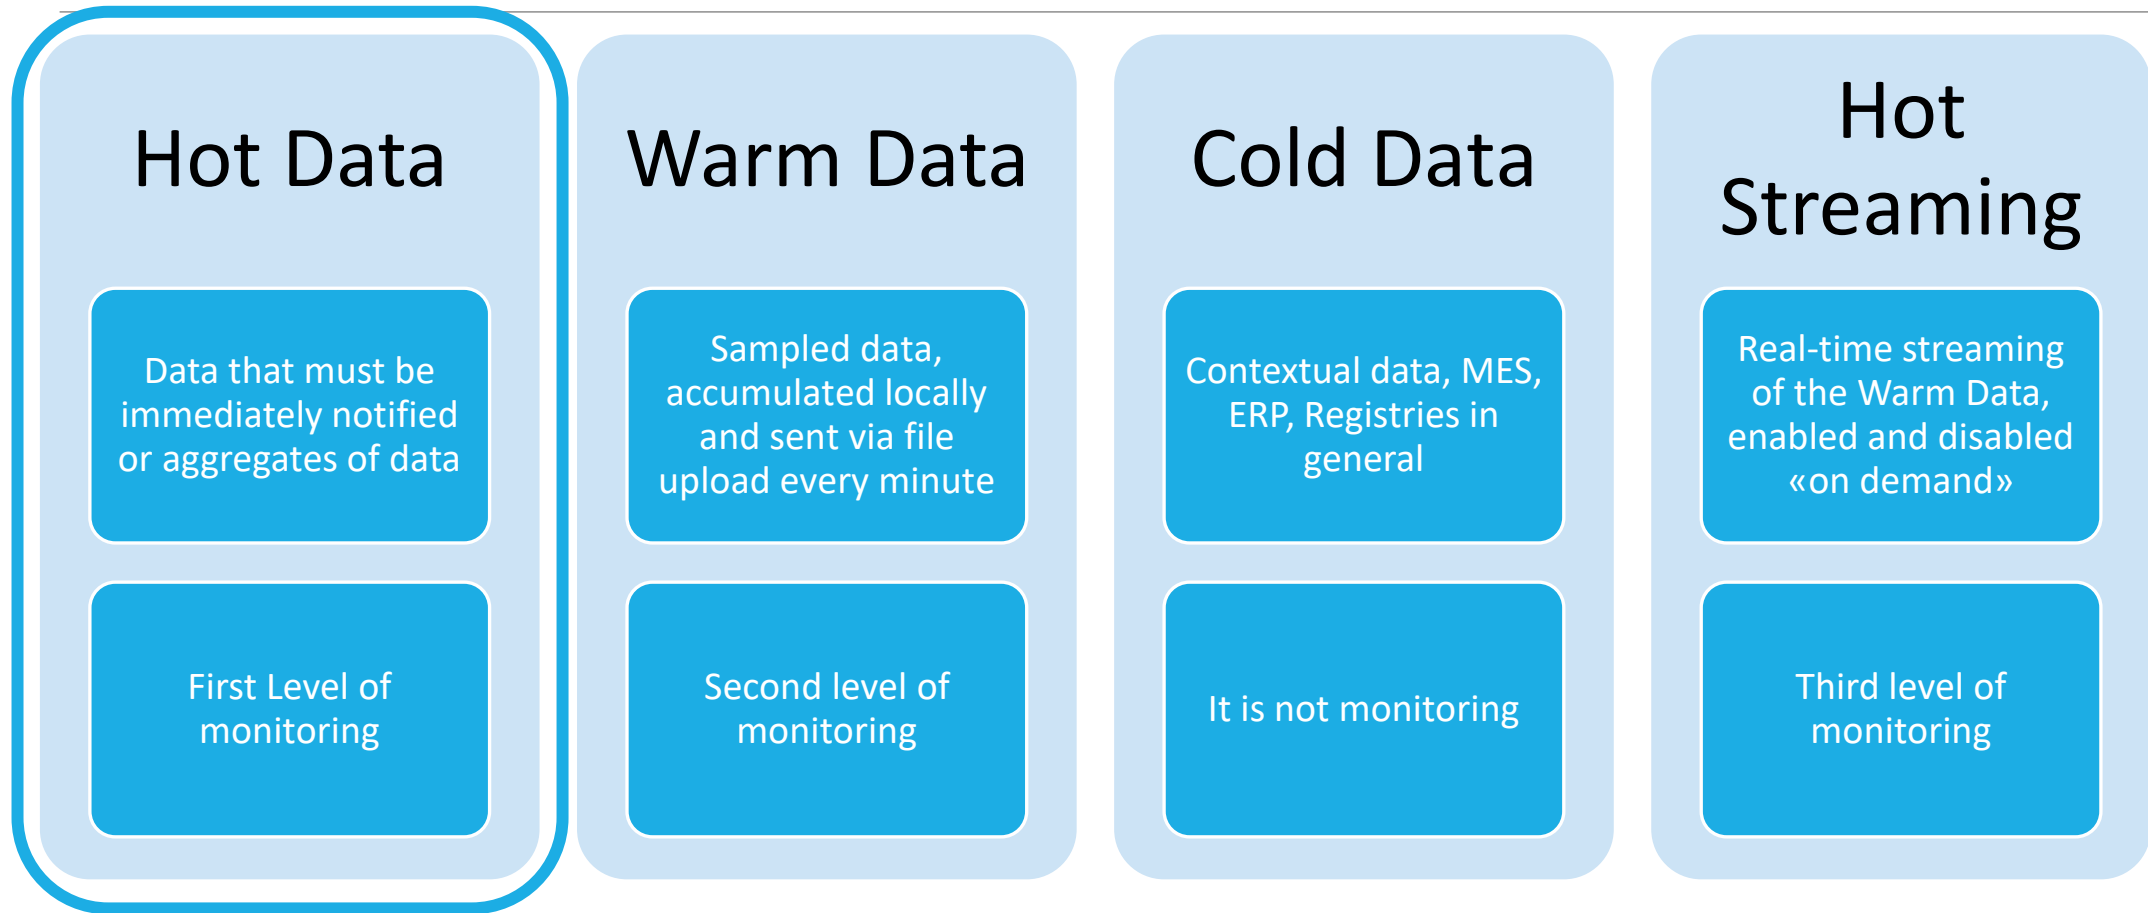 Hot Data
Data that must be
immediately notified
or aggregates of data
First Level of
monitoring
Warm Data
Sampled data,
accumulated locally
and sent via file
upload every minute
Second level of
monitoring
Cold Data
Contextual data, MES,
ERP, Registries in
general
It is not monitoring
Hot
Streaming
Real-time streaming
of the Warm Data,
enabled and disabled
«on demand»
Third level of
monitoring